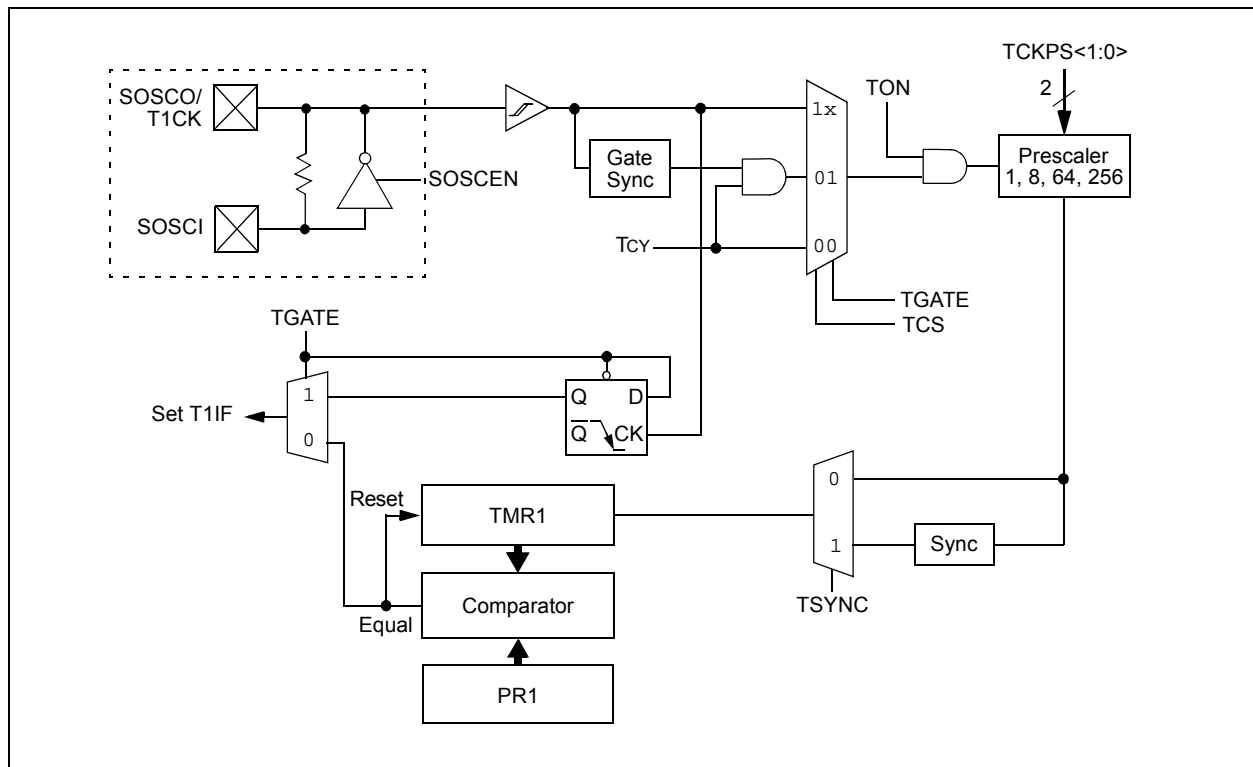 TCKPS<1:0>
2
SOSCO/
T1CK
TON
1x
Gate
Sync
Prescaler
1, 8, 64, 256
SOSCEN
01
SOSCI
TCY
00
TGATE
TCS
TGATE
1
Q
D
Set T1IF
0
Q
CK
Reset
TMR1
0
1
Sync
Comparator
TSYNC
Equal
PR1